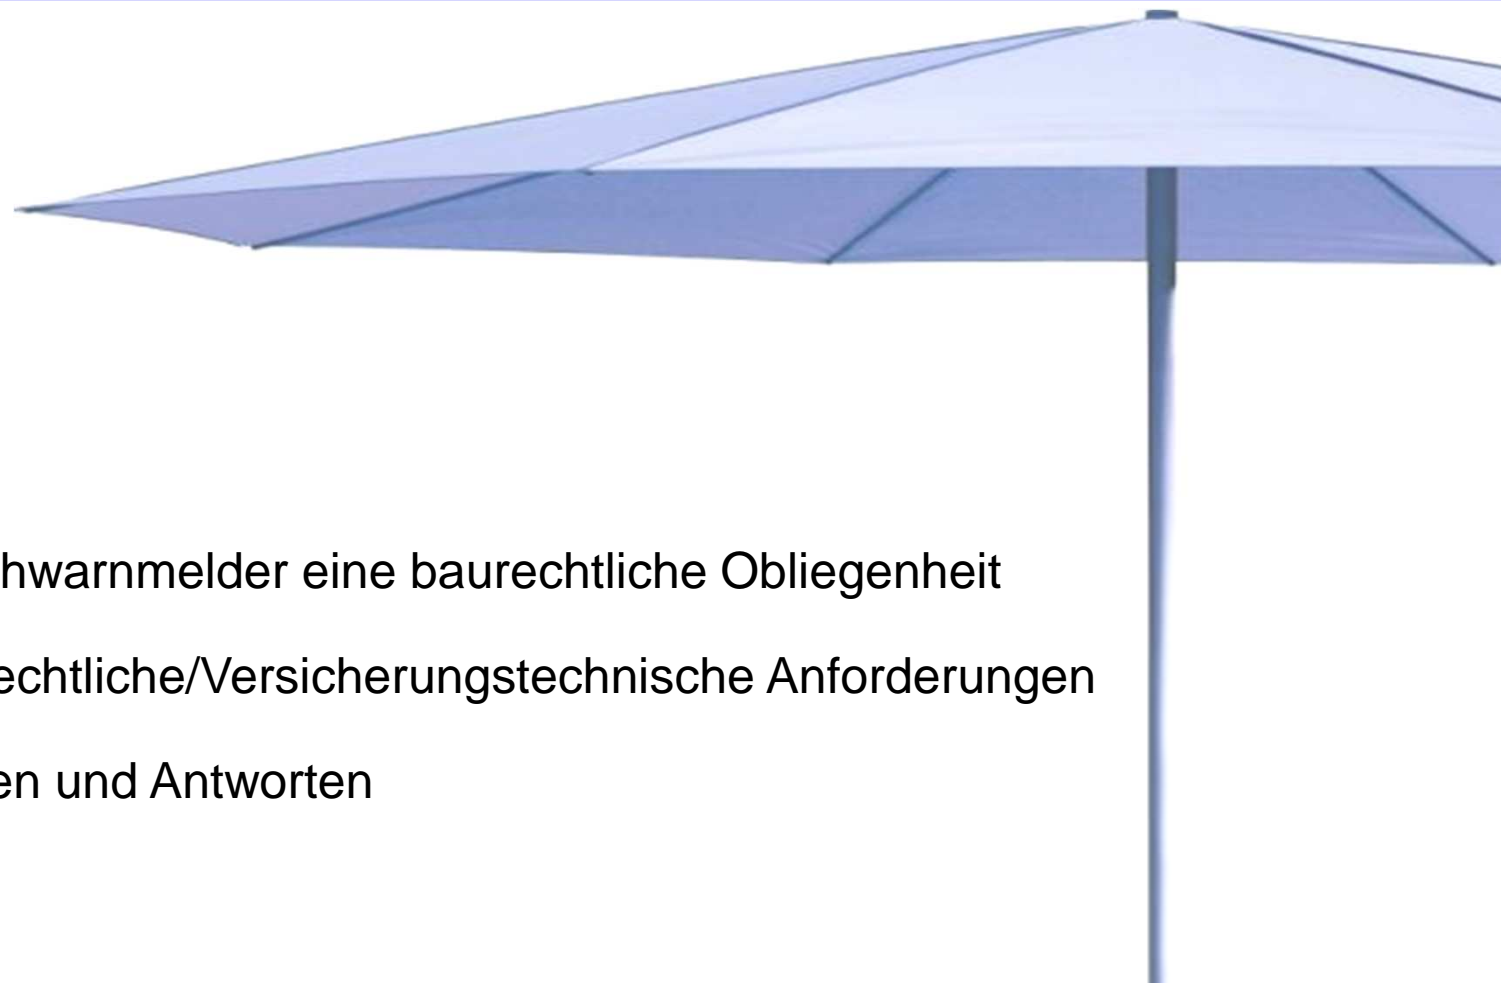 hwarnmelder eine baurechtliche Obliegenheit
echtliche/Versicherungstechnische Anforderungen
en und Antworten